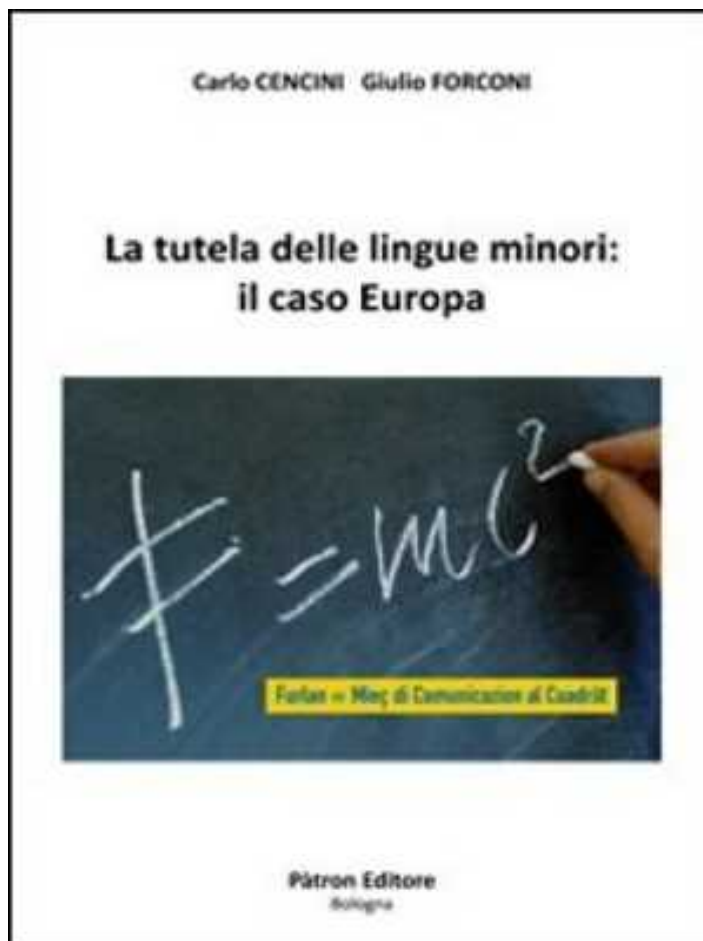 Carlo CENCINI Giulio FORCONI
La tutela delle lingue minori:
il caso Europa
F = mc²
Furlan = Mieç di Comunicazion al Cuadrât
Pàtron Editore
Bologna